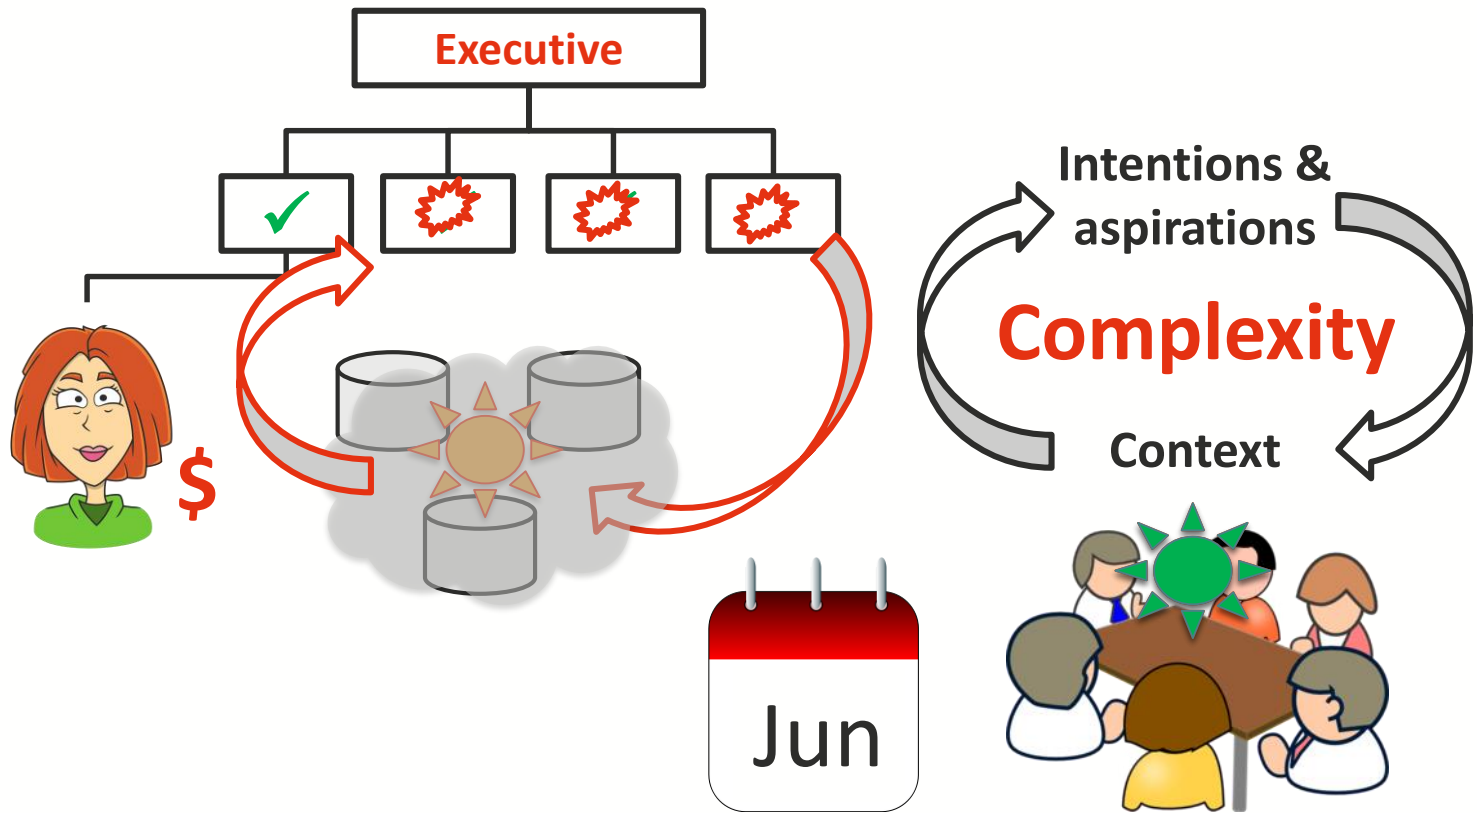 Executive
Intentions &
aspirations
Complexity
Context
$
Jun